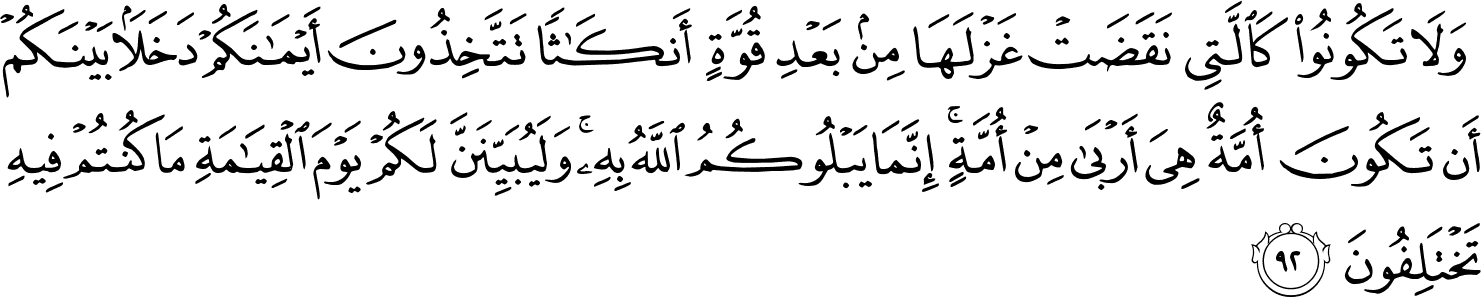 وَلَا تَكُونُوا۟ كَٱلَّتِى نَقَضَتْ غَزْلَهَا مِنۢ بَعْدِ قُوَّةٍ أَنكَـٰثًا تَتَّخِذُونَ أَيْمَـٰنَكُمْ دَخَلًۢا بَيْنَكُمْ
أَن تَكُونَ أُمَّةٌ هِىَ أَرْبَىٰ مِنْ أُمَّةٍ ۚ إِنَّمَا يَبْلُوكُمُ ٱللَّهُ بِهِۦ ۚ وَلَيُبَيِّنَنَّ لَكُمْ يَوْمَ ٱلْقِيَـٰمَةِ مَا كُنتُمْ فِيهِ
تَخْتَلِفُونَ ٩٢